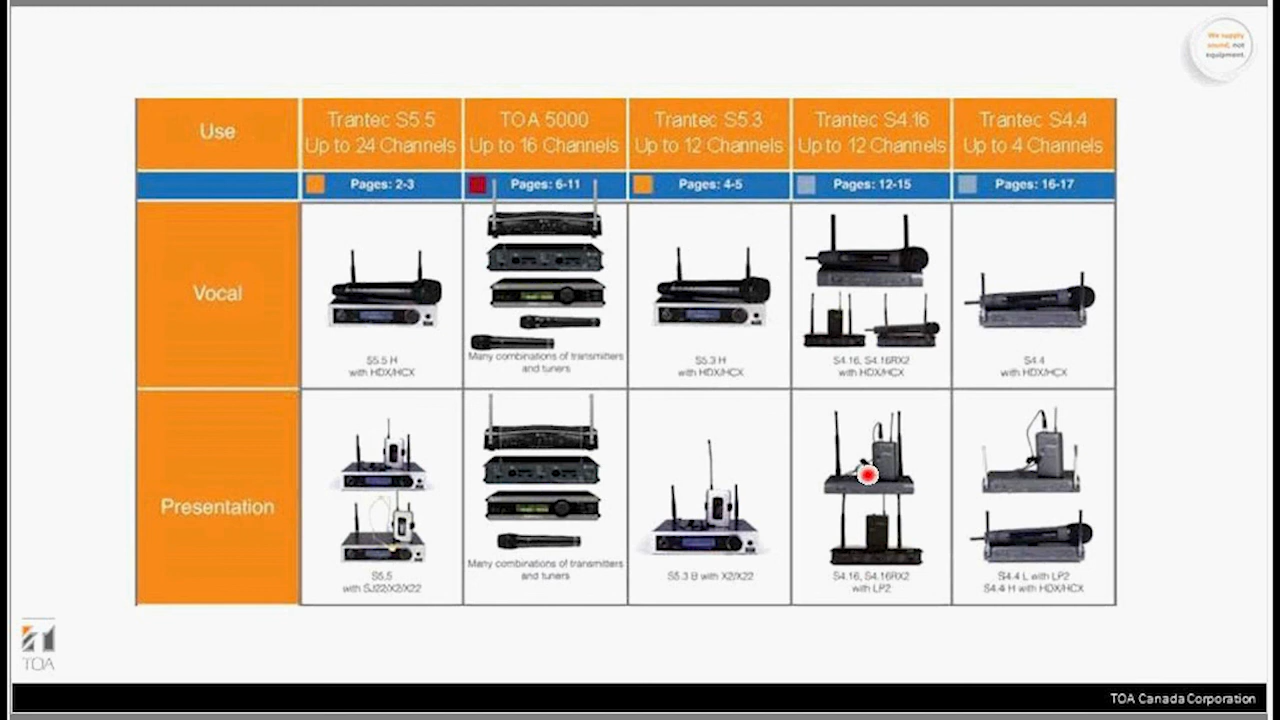 We supply
sound, not
equipment.
Use
Trantec S5.5
Up to 24 Channels
TOA 5000
Up to 16 Channels
Trantec S5.3
Up to 12 Channels
Trantec S4.16
Up to 12 Channels
Trantec S4.4
Up to 4 Channels
Pages: 2-3
Pages: 6-11
Pages: 4-5
Pages: 12-15
Pages: 16-17
Vocal
S5.5 H
with HDX/HCX
Many combinations of transmitters
and tuners
S5.3 H
with HDX/HCX
S4.16, S4.16RX2
with HDX/HCX
S4.4
with HDX/HCX
Presentation
S5.5
with SJ22/X2/X22
Many combinations of transmitters
and tuners
S5.3 B with X2/X22
S4.16, S4.16RX2
with LP2
S4.4 L with LP2
S4.4 H with HDX/HCX
TOA
TOA Canada Corporation